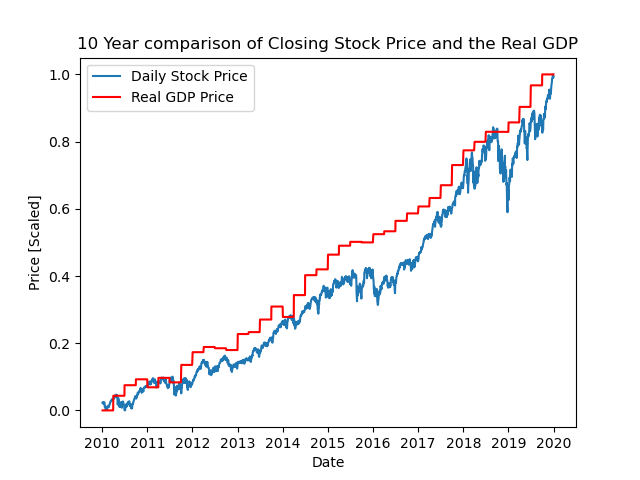 10 Year comparison of Closing Stock Price and the Real GDP
Daily Stock Price
Real GDP Price
1.0
0.8
0.6
0.4
0.2
0.0
Price [Scaled]
2010 2011 2012 2013 2014 2015 2016 2017 2018 2019 2020
Date